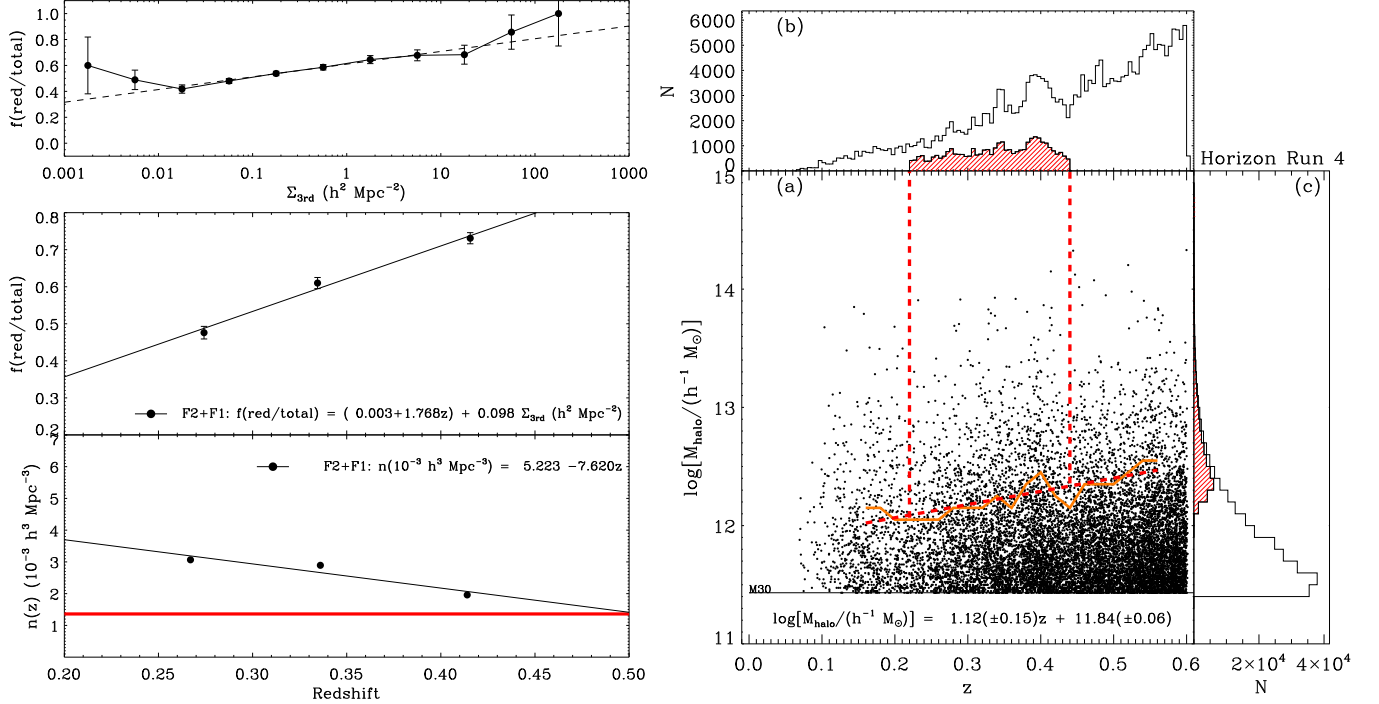 1.0
0.8
0.6
0.4
0.2
0.0
f(red/total)
0.001 0.01 0.1 1 10 100 1000
Σ3rd (h² Mpc⁻²)
0.8
0.7
0.6
0.5
0.4
0.3
0.2
f(red/total)
F2+F1: f(red/total) = ( 0.003+1.768z) + 0.098 Σ3rd (h² Mpc⁻²)
7
6
5
4
3
2
1
n(z) (10⁻³ h³ Mpc⁻³)
F2+F1: n(10⁻³ h³ Mpc⁻³) = 5.223 −7.620z
0.20 0.25 0.30 0.35 0.40 0.45 0.50
Redshift
(b)
6000
5000
4000
3000
2000
1000
0
N
Horizon Run 4
(a)
15
14
13
12
11
log[Mhalo/(h⁻¹ M⊙)]
M30
log[Mhalo/(h⁻¹ M⊙)] = 1.12(±0.15)z + 11.84(±0.06)
0.0 0.1 0.2 0.3 0.4 0.5 0.6
z
(c)
2×10⁴ 4×10⁴
N